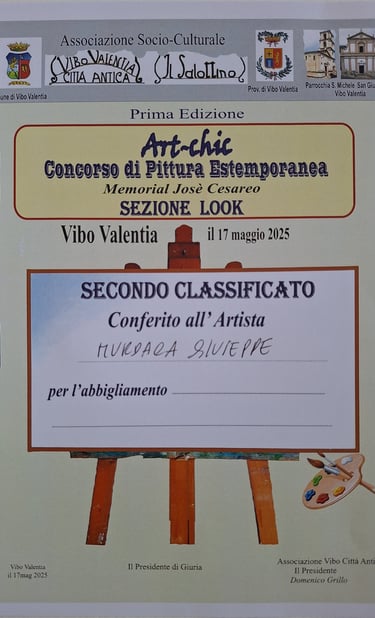 Associazione Socio-Culturale
Vibo Valentia
Città Antica
Il Salottino
une di Vibo Valentia
Prov. di Vibo Valentia
Parrocchia S. Michele San Giu
Vibo Valentia
Prima Edizione
Art-chic
Concorso di Pittura Estemporanea
Memorial Josè Cesareo
SEZIONE LOOK
Vibo Valentia il 17 maggio 2025
SECONDO CLASSIFICATO
Conferito all' Artista
MURDACA GIUSEPPE
per l'abbigliamento
Vibo Valentia
il 17mag 2025
Il Presidente di Giuria
Associazione Vibo Città Anti
Il Presidente
Domenico Grillo